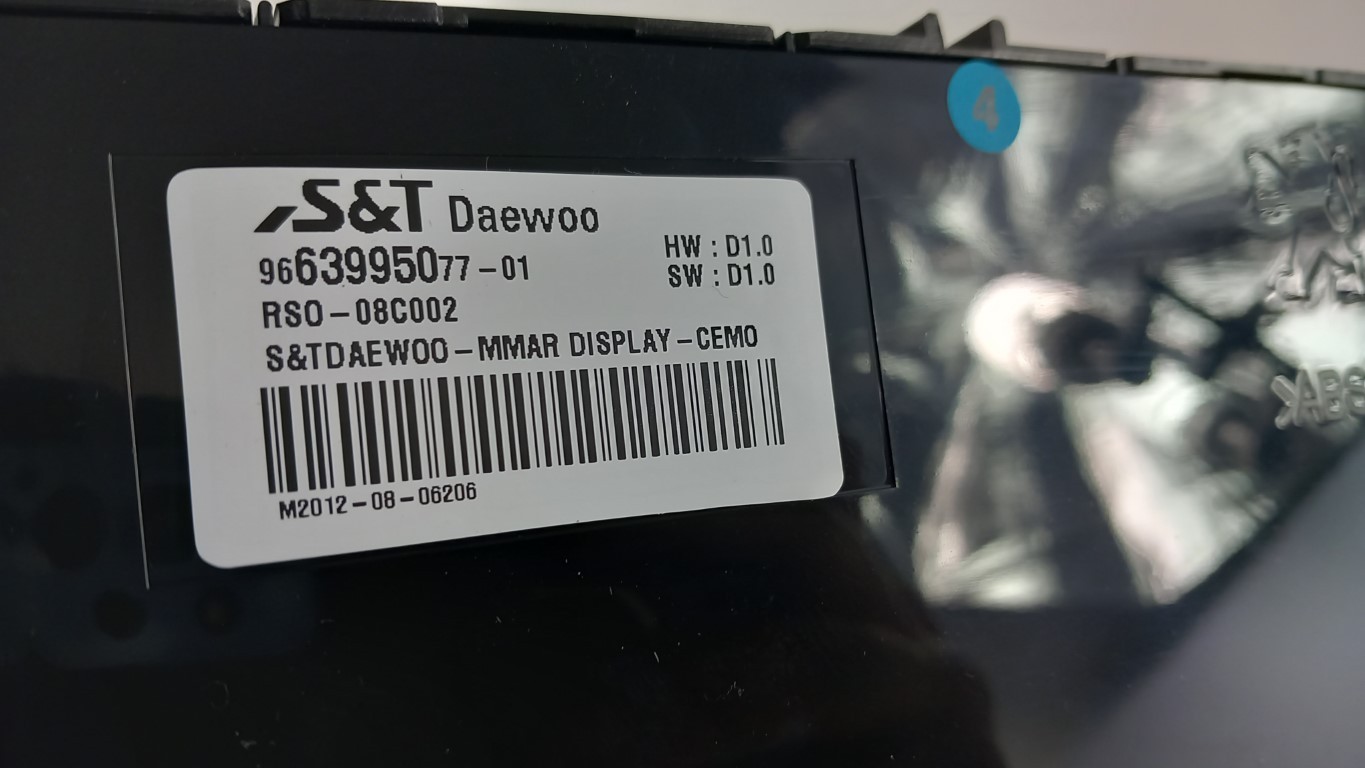 4
S&T Daewoo
9663995077-01
HW : D1.0
SW : D1.0
RSO-08C002
S&TDAEWOO-MMAR DISPLAY-CEMO
M2012-08-06206
>ABS